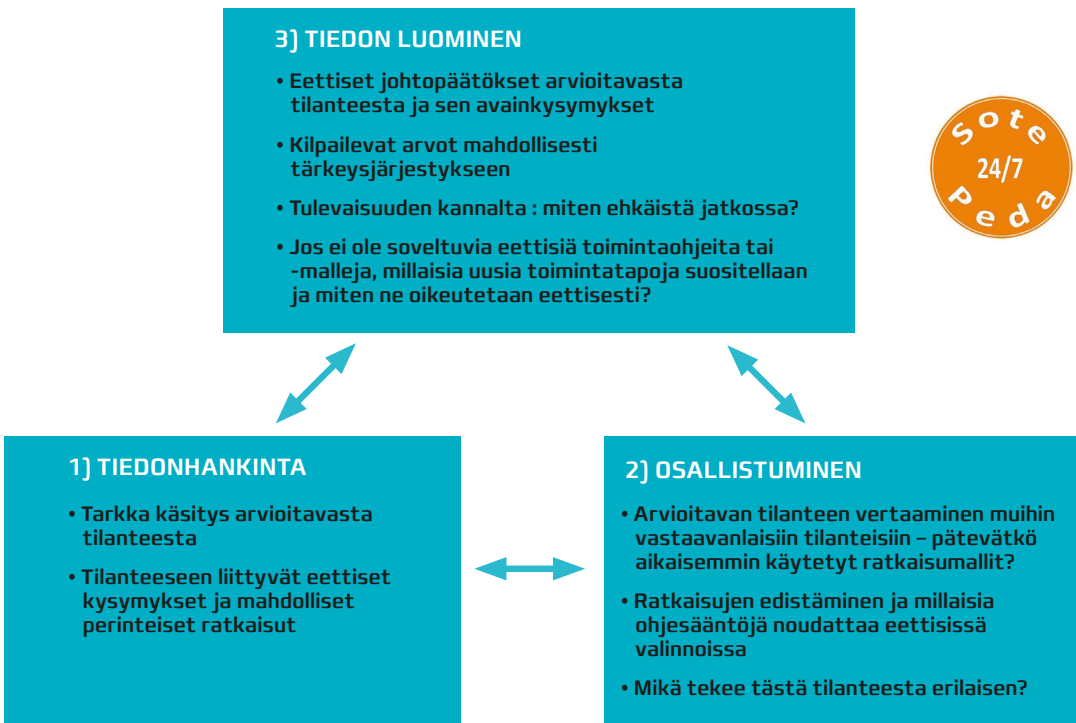 3) TIEDON LUOMINEN
• Eettiset johtopäätökset arvioitavasta
tilanteesta ja sen avainkysymykset
• Kilpailevat arvot mahdollisesti
tärkeysjärjestykseen
• Tulevaisuuden kannalta : miten ehkäistä jatkossa?
• Jos ei ole soveltuvia eettisiä toimintaohjeita tai
-malleja, millaisia uusia toimintatapoja suositellaan
ja miten ne oikeutetaan eettisesti?
Sote
24/7
Peda
1) TIEDONHANKINTA
• Tarkka käsitys arvioitavasta
tilanteesta
• Tilanteeseen liittyvät eettiset
kysymykset ja mahdolliset
perinteiset ratkaisut
2) OSALLISTUMINEN
• Arvioitavan tilanteen vertaaminen muihin
vastaavanlaisiin tilanteisiin – pätevätkö
aikaisemmin käytetyt ratkaisumallit?
• Ratkaisujen edistäminen ja millaisia
ohjesääntöjä noudattaa eettisissä
valinnoissa
• Mikä tekee tästä tilanteesta erilaisen?